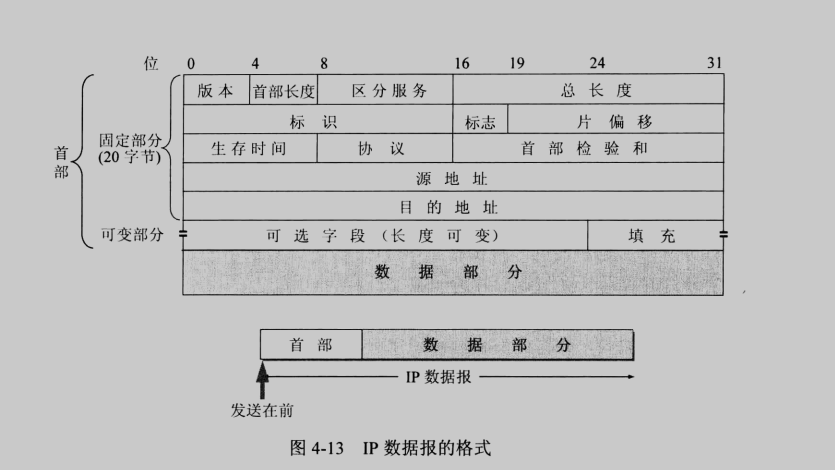 位 0 4 8 16 19 24 31
版本 首部长度 区分服务 总长度
标识 标志 片偏移
首部 固定部分 (20 字节) 生存时间 协议 首部检验和
源地址
目的地址
可变部分 可选字段（长度可变） 填充
数据部分
首部 数据部分
IP 数据报
发送在前
图 4-13 IP 数据报的格式